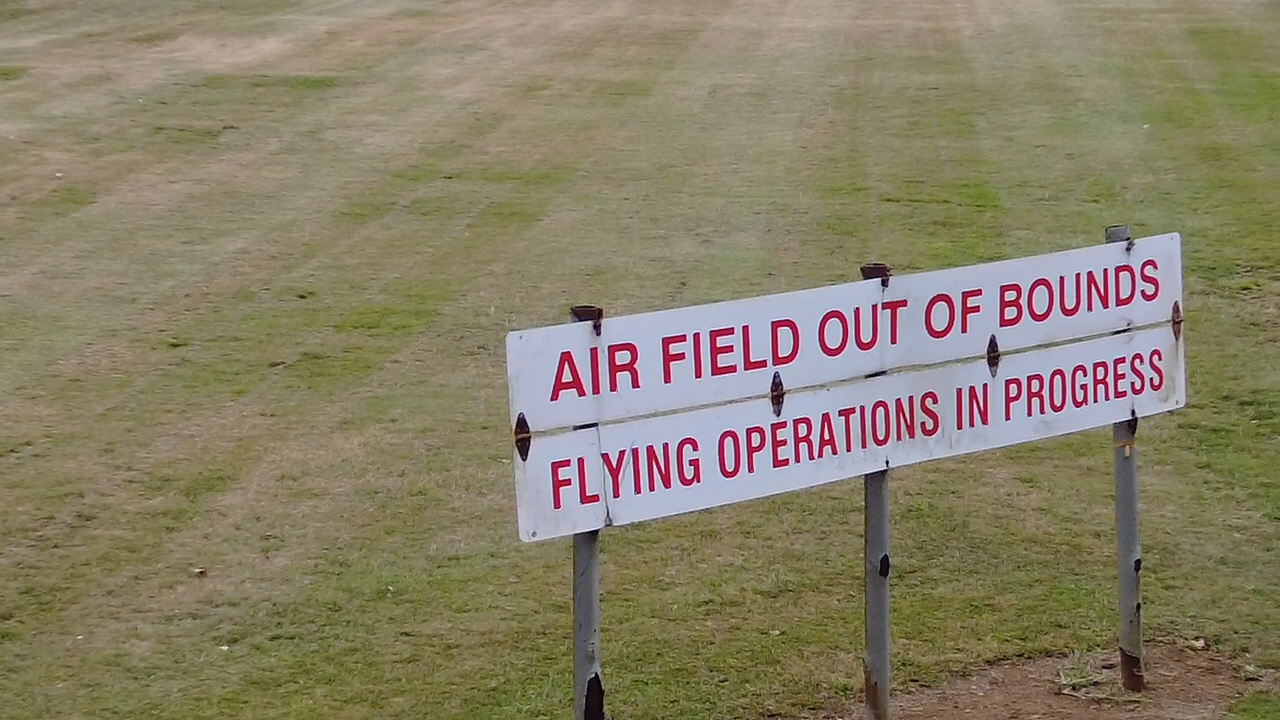 AIR FIELD OUT OF BOUNDS
FLYING OPERATIONS IN PROGRESS